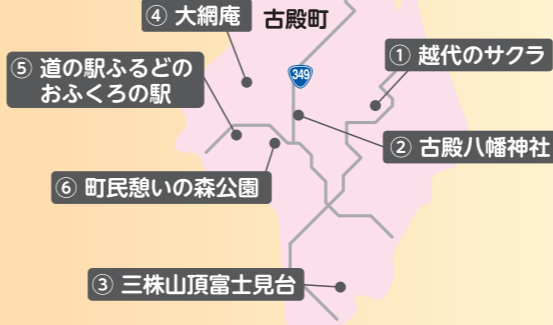 ④ 大網庵
古殿町
① 越代のサクラ
⑤ 道の駅ふるどの
おふくろの駅
349
② 古殿八幡神社
⑥ 町民憩いの森公園
③ 三株山頂富士見台